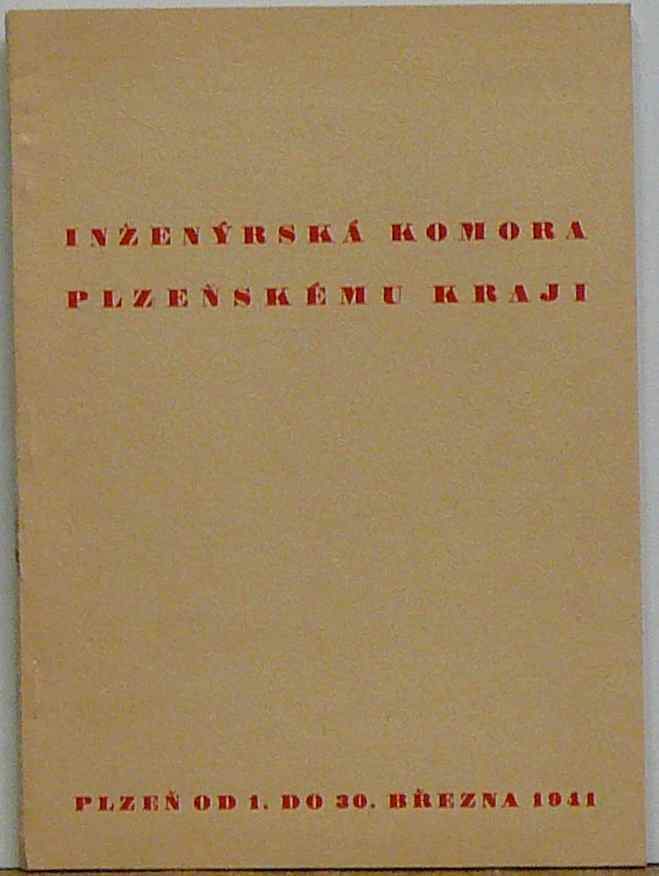 INŽENÝRSKÁ KOMORA
PLZEŇSKÉMU KRAJI
PLZEŇ OD 1. DO 30. BŘEZNA 1941